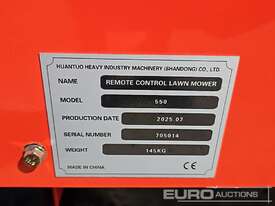 HUANTUO HEAVY INDUSTRY MACHINERY (SHANDONG) CO., LTD.
NAME REMOTE CONTROL LAWN MOWER
MODEL 550
PRODUCTION DATE 2025.07
SERIAL NUMBER 705014
WEIGHT 145KG
MADE IN CHINA CE
EURO AUCTIONS